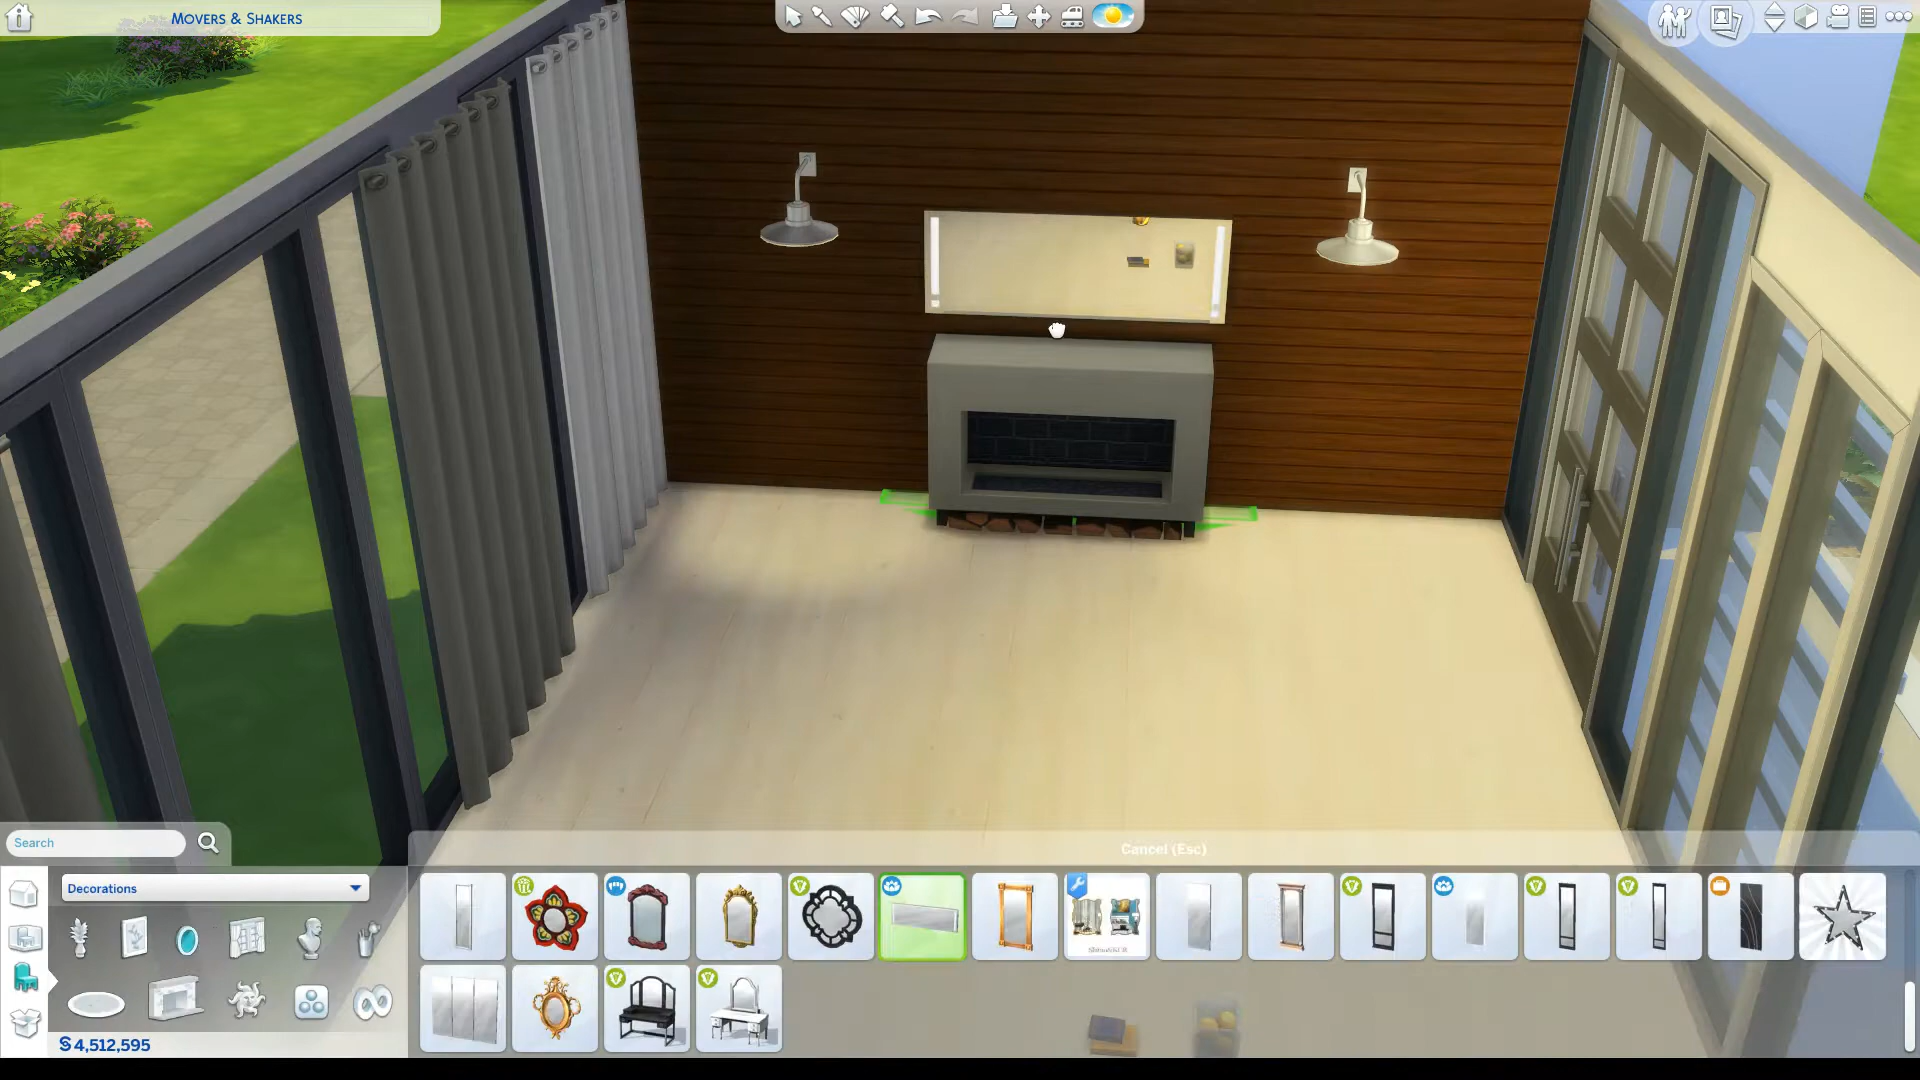 Movers & Shakers
Cancel (Esc)
Search
Decorations
§4,512,595